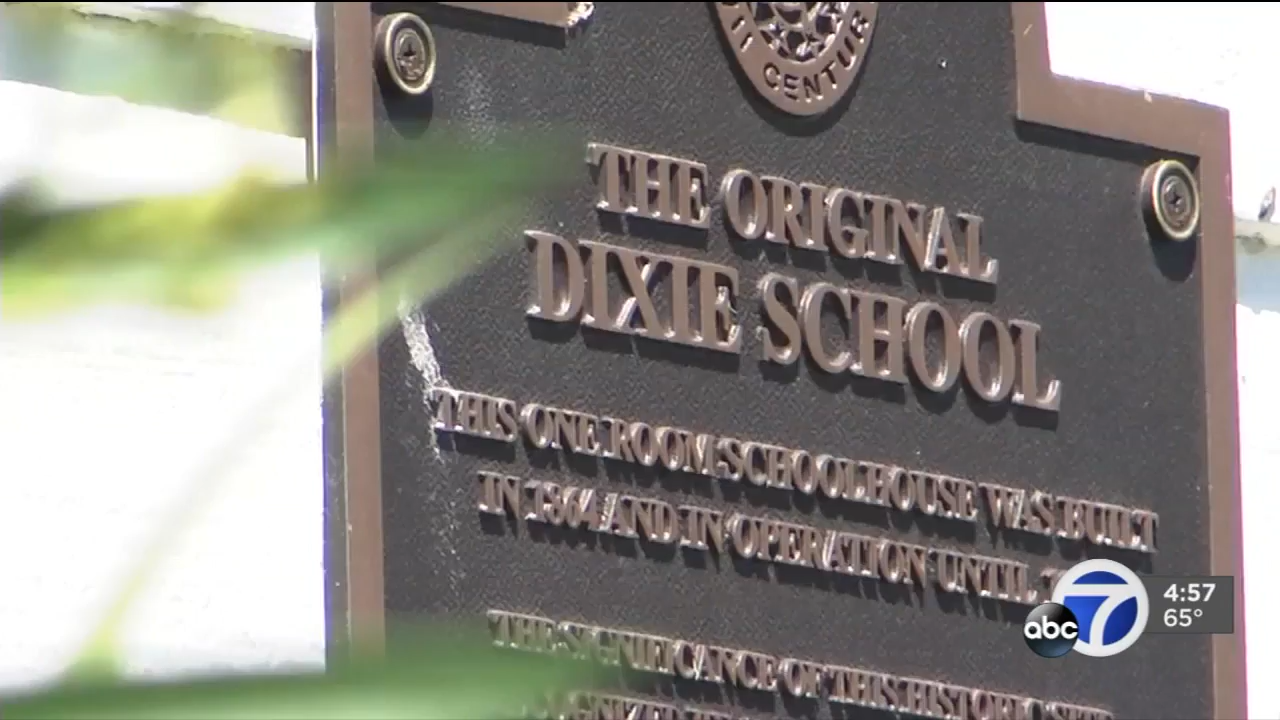 CENTUR
THE ORIGINAL
DIXIE SCHOOL
THIS ONE ROOM SCHOOLHOUSE WAS BUILT
IN 1864 AND IN OPERATION UNTIL
THE SIGNIFICANCE OF THIS HISTORIC SITE
abc 7
4:57
65°